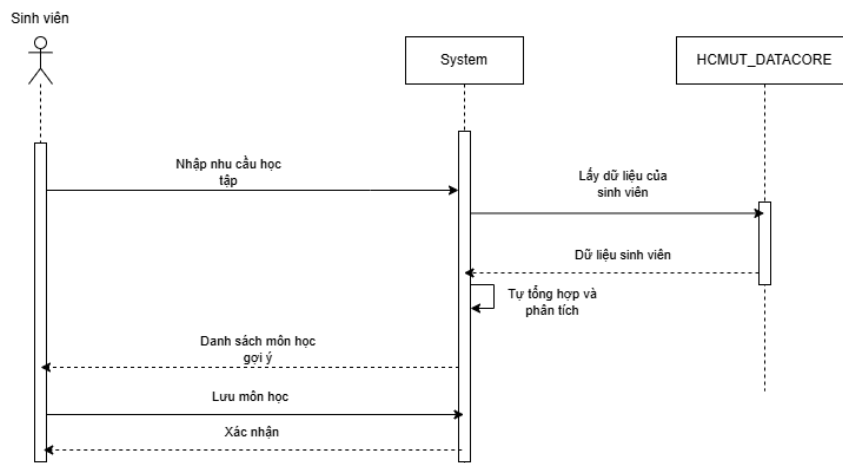 Sinh viên
System
HCMUT_DATACORE
Nhập nhu cầu học
tập
Lấy dữ liệu của
sinh viên
Dữ liệu sinh viên
Tự tổng hợp và
phân tích
Danh sách môn học
gợi ý
Lưu môn học
Xác nhận